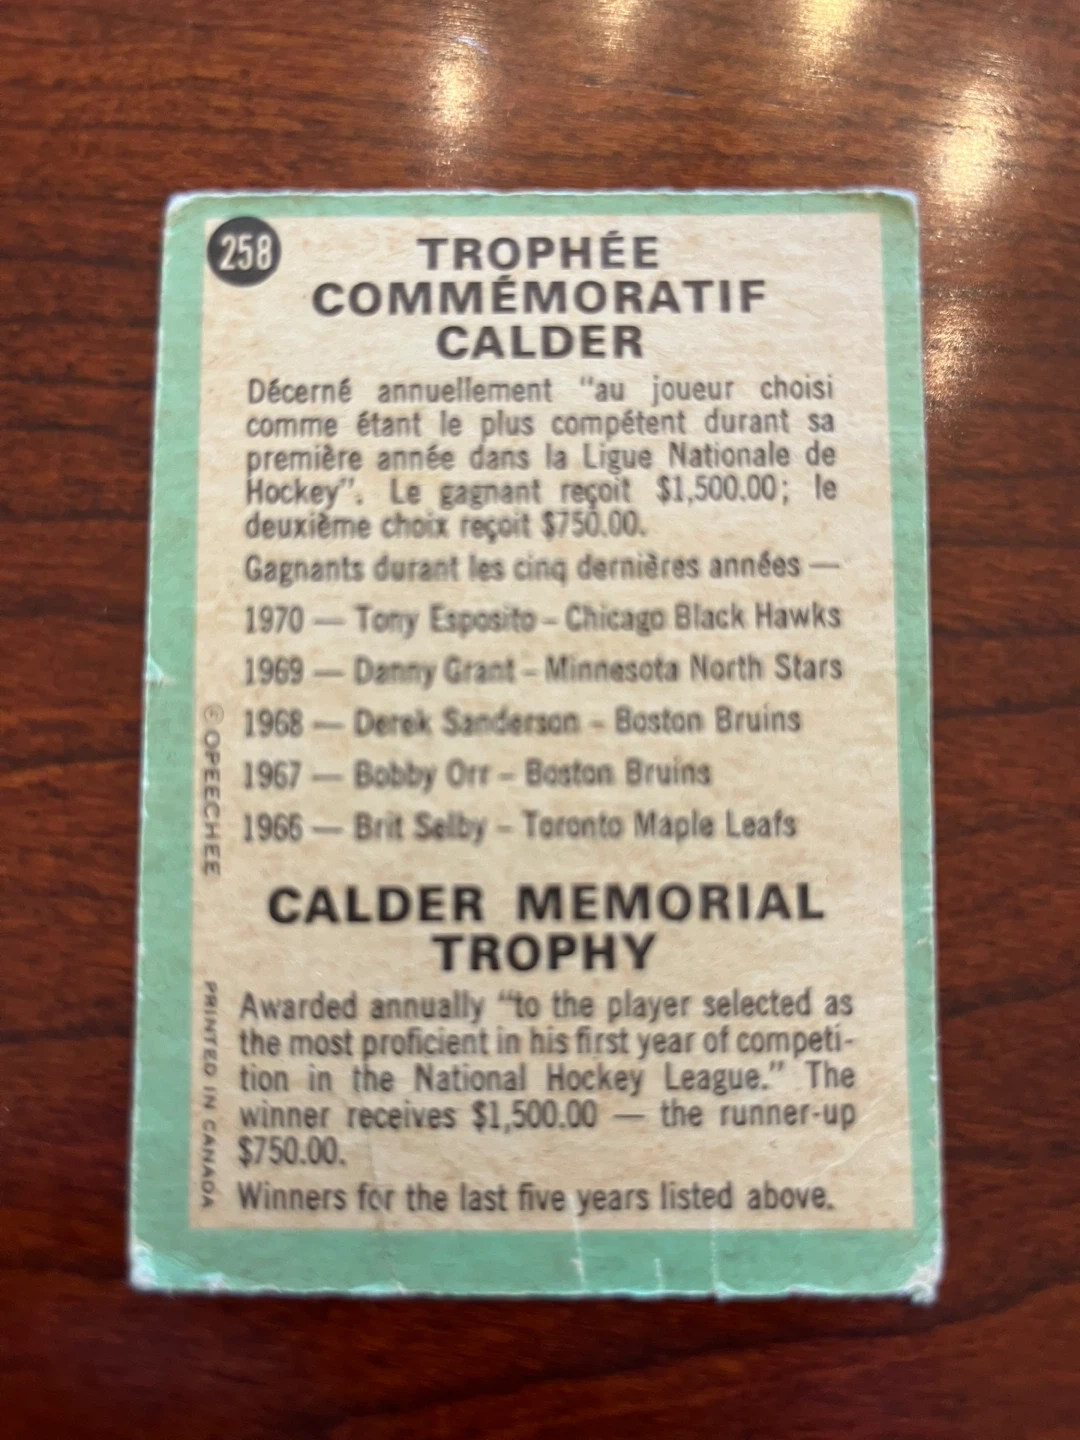 258
TROPHÉE
COMMÉMORATIF
CALDER
Décerné annuellement "au joueur choisi
comme étant le plus compétent durant sa
première année dans la Ligue Nationale de
Hockey". Le gagnant reçoit $1,500.00; le
deuxième choix reçoit $750.00.
Gagnants durant les cinq dernières années —
1970 — Tony Esposito – Chicago Black Hawks
1969 — Danny Grant – Minnesota North Stars
1968 — Derek Sanderson – Boston Bruins
1967 — Bobby Orr – Boston Bruins
1966 — Brit Selby – Toronto Maple Leafs
CALDER MEMORIAL
TROPHY
Awarded annually "to the player selected as
the most proficient in his first year of competi-
tion in the National Hockey League." The
winner receives $1,500.00 — the runner-up
$750.00.
Winners for the last five years listed above.
© OPEECHEE
PRINTED IN CANADA